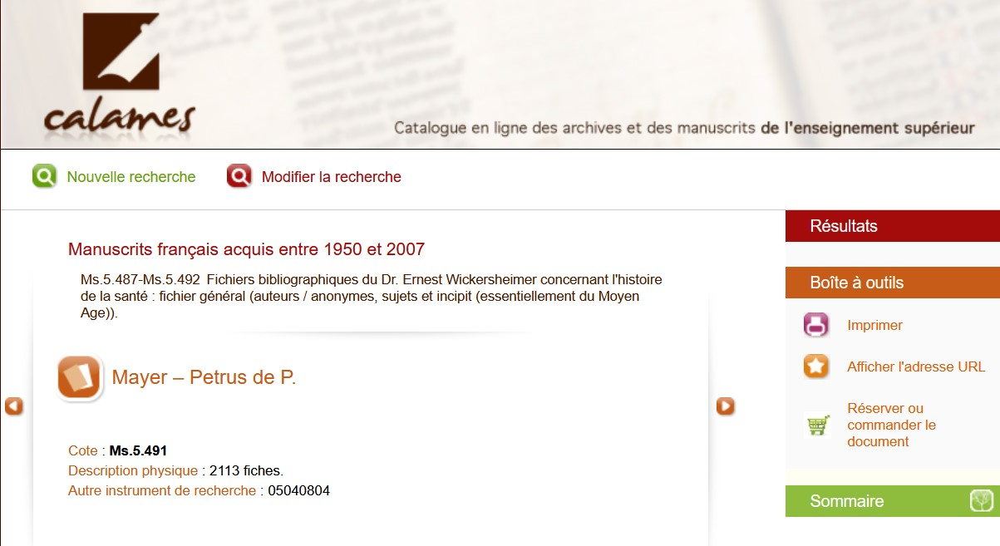 calames
Catalogue en ligne des archives et des manuscrits de l'enseignement supérieur
Nouvelle recherche
Modifier la recherche
Manuscrits français acquis entre 1950 et 2007
Ms.5.487-Ms.5.492 Fichiers bibliographiques du Dr. Ernest Wickersheimer concernant l'histoire
de la santé : fichier général (auteurs / anonymes, sujets et incipit (essentiellement du Moyen
Age)).
Mayer – Petrus de P.
Cote : Ms.5.491
Description physique : 2113 fiches.
Autre instrument de recherche : 05040804
Résultats
Boîte à outils
Imprimer
Afficher l'adresse URL
Réserver ou
commander le
document
Sommaire